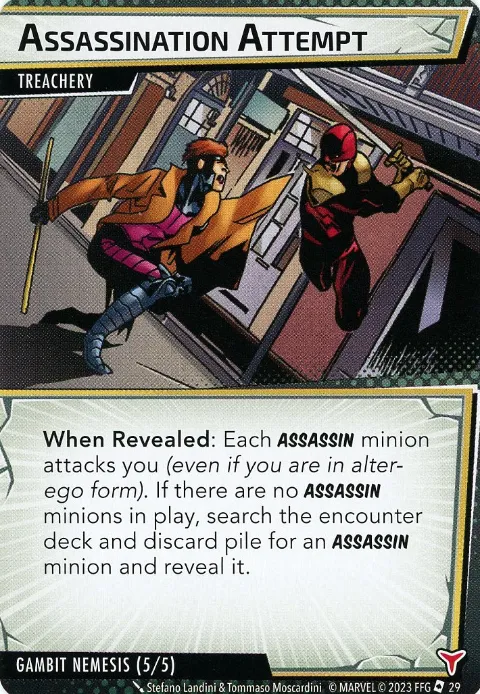 Assassination Attempt
TREACHERY
When Revealed: Each ASSASSIN minion
attacks you (even if you are in alter-
ego form). If there are no ASSASSIN
minions in play, search the encounter
deck and discard pile for an ASSASSIN
minion and reveal it.
GAMBIT NEMESIS (5/5)
Stefano Landini & Tommaso Moscardini © MARVEL © 2023 FFG 29